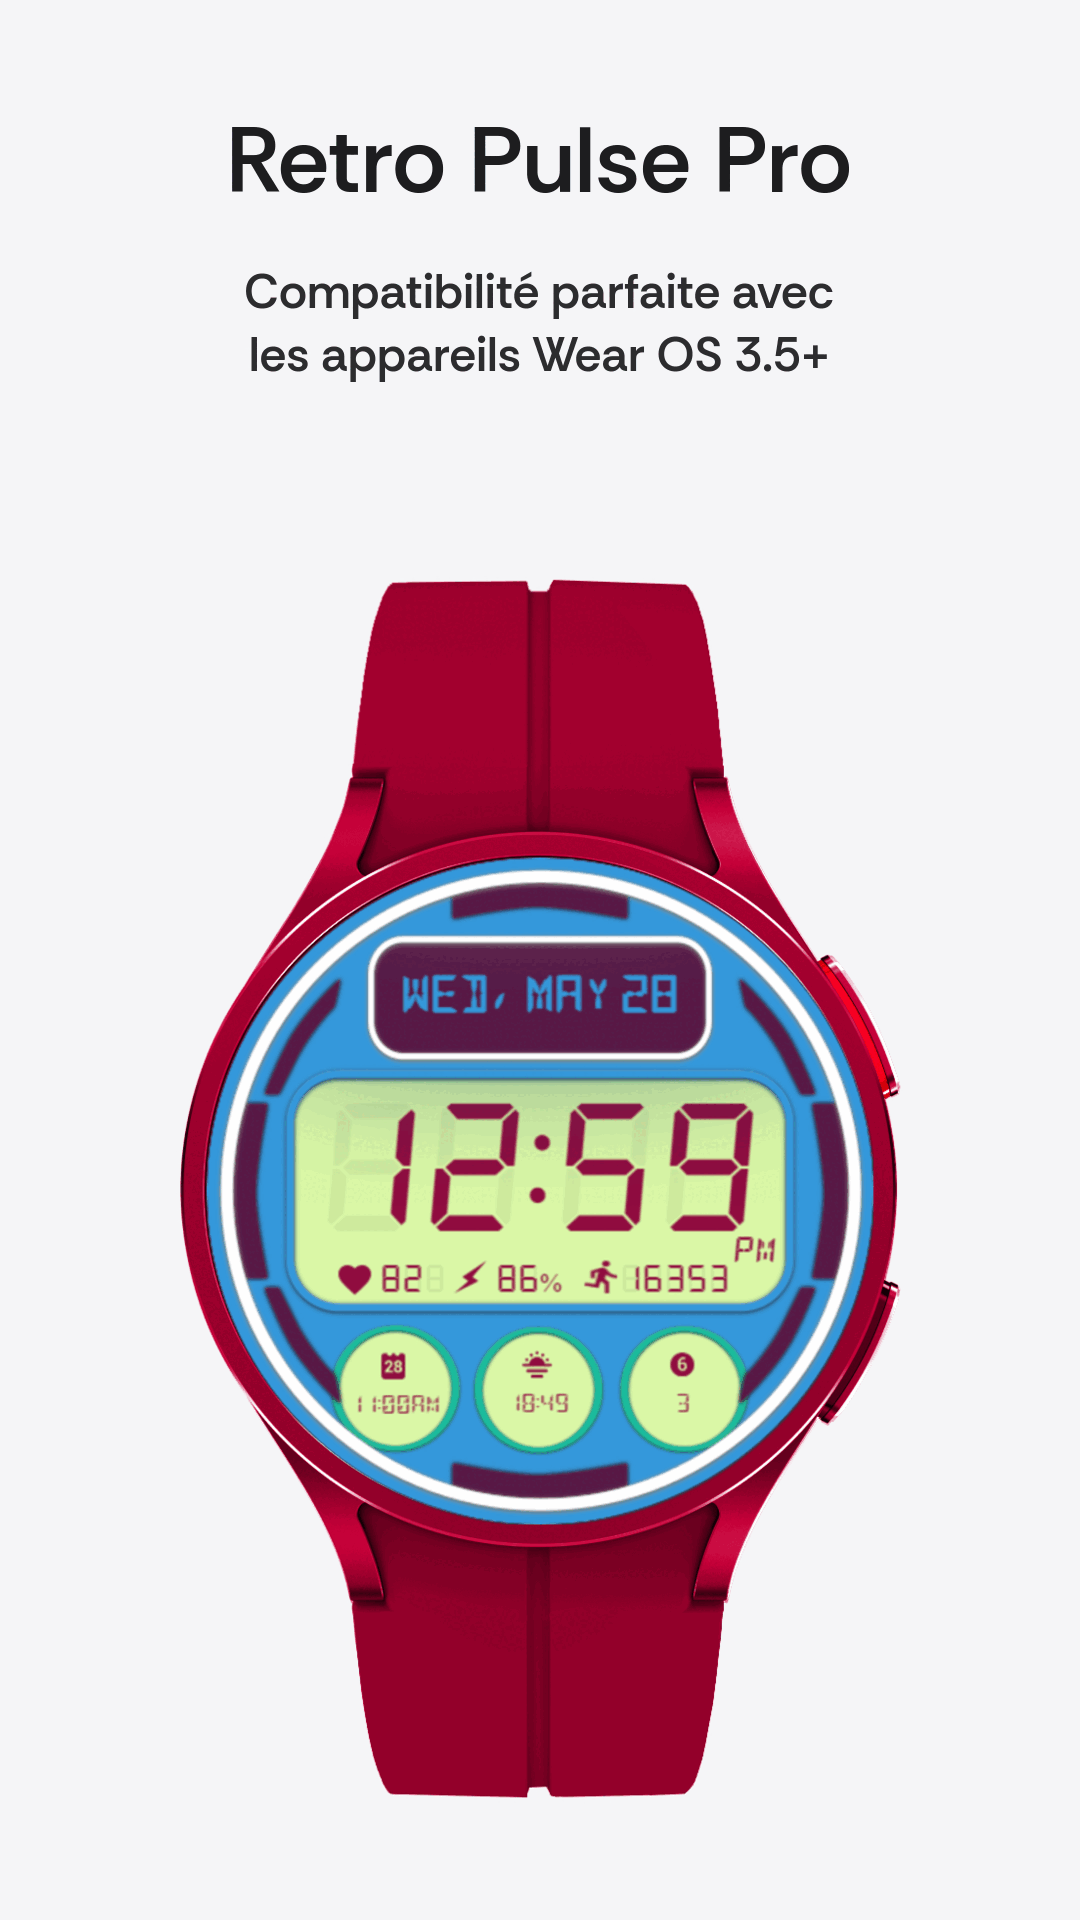 Retro Pulse Pro
Compatibilité parfaite avec
les appareils Wear OS 3.5+
WED, MAY 28
12:59
PM
82 86% 16353
28 6
11:00AM 18:49 3